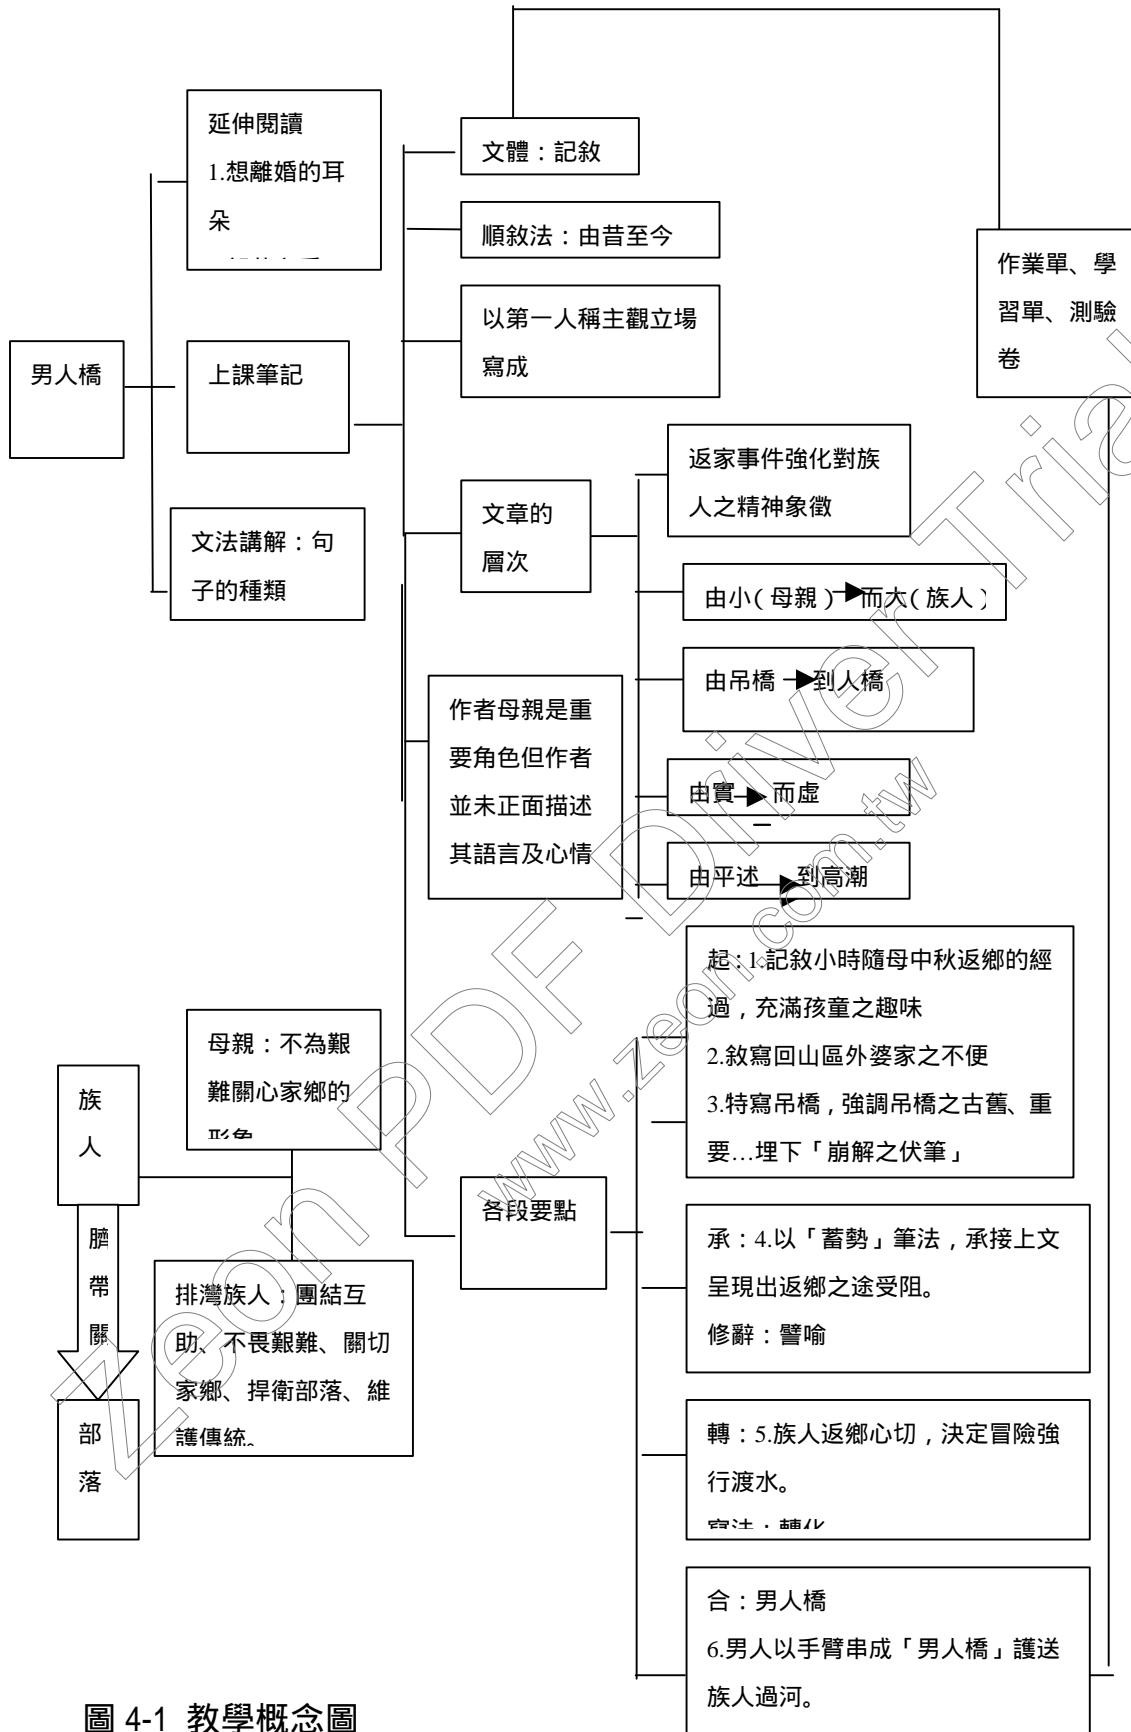 延伸閱讀
1.想離婚的耳
朵
文體：記敘
順敘法：由昔至今
以第一人稱主觀立場
寫成
作業單、學
習單、測驗
卷
男人橋
上課筆記
文法講解：句
子的種類
文章的
層次
返家事件強化對族
人之精神象徵
由小(母親) 而大(族人)
由吊橋 到人橋
由實 而虛
由平述 到高潮
作者母親是重
要角色但作者
並未正面描述
其語言及心情
起：1.記敘小時隨母中秋返鄉的經
過，充滿孩童之趣味
2.敘寫回山區外婆家之不便
3.特寫吊橋，強調吊橋之古舊、重
要…埋下「崩解之伏筆」
母親：不為艱
難關心家鄉的
形象
族
人
臍
帶
關
部
落
排灣族人：團結互
助、不畏艱難、關切
家鄉、捍衛部落、維
護傳統。
各段要點
承：4.以「蓄勢」筆法，承接上文
呈現出返鄉之途受阻。
修辭：譬喻
轉：5.族人返鄉心切，決定冒險強
行渡水。
寫法：轉化
合：男人橋
6.男人以手臂串成「男人橋」護送
族人過河。
圖 4-1 教學概念圖
Zeon PDF Driver Trial
www.zeon.com.tw